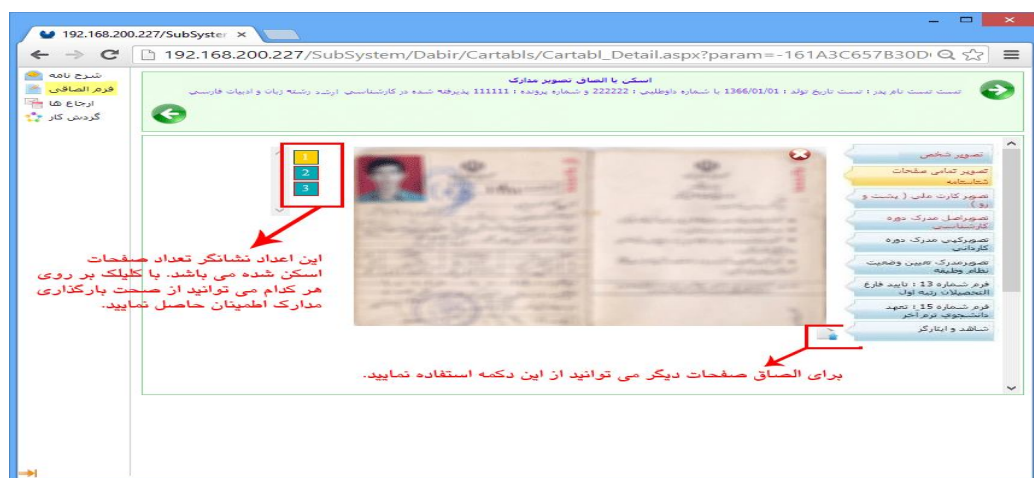 192.168.200.227/SubSyster
192.168.200.227/SubSystem/Dabir/Cartabls/Cartabl_Detail.aspx?param=-161A3C657B30D
شرح نامه
فرم الصاقی
ارجاع ها
گردش کار
اسکن یا الصاق تصویر مدارک
تست تست نام پدر : تست تاریخ تولد : 1366/01/01 با شماره داوطلبی : 222222 و شماره پرونده : 111111 پذیرفته شده در کارشناسی ارشد رشته زبان و ادبیات فارسی
تصویر شخص
تصویر تمامی صفحات
شناسنامه
تصویر کارت ملی ( پشت و
رو )
تصویراصل مدرک دوره
کارشناسی
تصویرکپی مدرک دوره
کاردانی
تصویرمدرک تعیین وضعیت
نظام وظیفه
فرم شماره 13 : تایید فارغ
التحصیلان رتبه اول
فرم شماره 15 : تعهد
دانشجوی ترم آخر
شاهد و ایثارگر
1
2
3
این اعداد نشانگر تعداد صفحات
اسکن شده می باشد. با کلیلک بر روی
هر کدام می توانید از صحت بارگذاری
مدارک اطمینان حاصل نمایید.
برای الصاق صفحات دیگر می توانید از این دکمه استفاده نمایید.